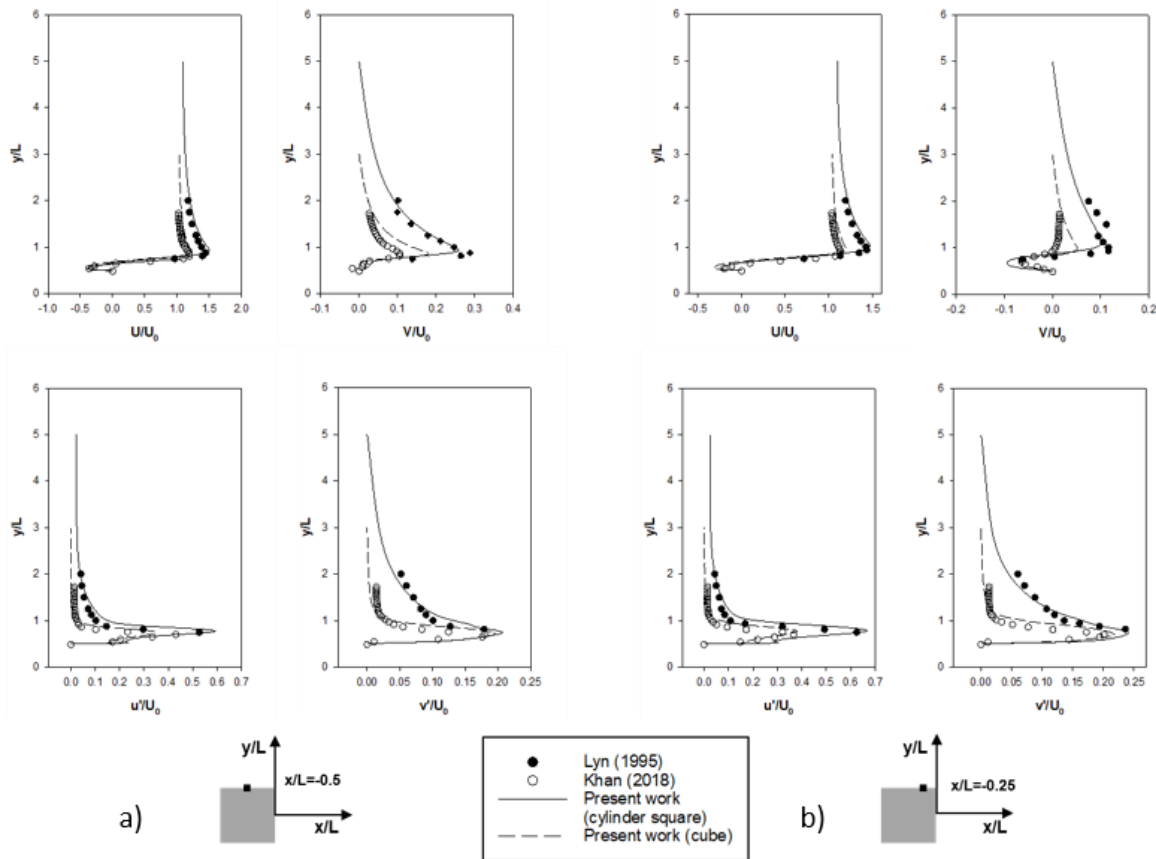 6
5
4
3
2
1
0
y/L
-1.0 0.0 1.0 2.0
U/U0
6
5
4
3
2
1
0
y/L
-0.1 0.0 0.1 0.2 0.3 0.4
V/U0
6
5
4
3
2
1
0
y/L
0.0 0.5 1.0 1.5
U/U0
6
5
4
3
2
1
0
y/L
-0.2 -0.1 0.0 0.1 0.2
V/U0
6
5
4
3
2
1
0
y/L
0.0 0.1 0.2 0.3 0.4 0.5 0.6 0.7
u'/U0
6
5
4
3
2
1
0
y/L
0.00 0.05 0.10 0.15 0.20 0.25
v'/U0
6
5
4
3
2
1
0
y/L
0.0 0.1 0.2 0.3 0.4 0.5 0.6 0.7
u'/U0
6
5
4
3
2
1
0
y/L
0.00 0.05 0.10 0.15 0.20 0.25
v'/U0
a)
y/L
x/L=-0.5
x/L
Lyn (1995)
Khan (2018)
Present work
(cylinder square)
Present work (cube)
b)
y/L
x/L=-0.25
x/L